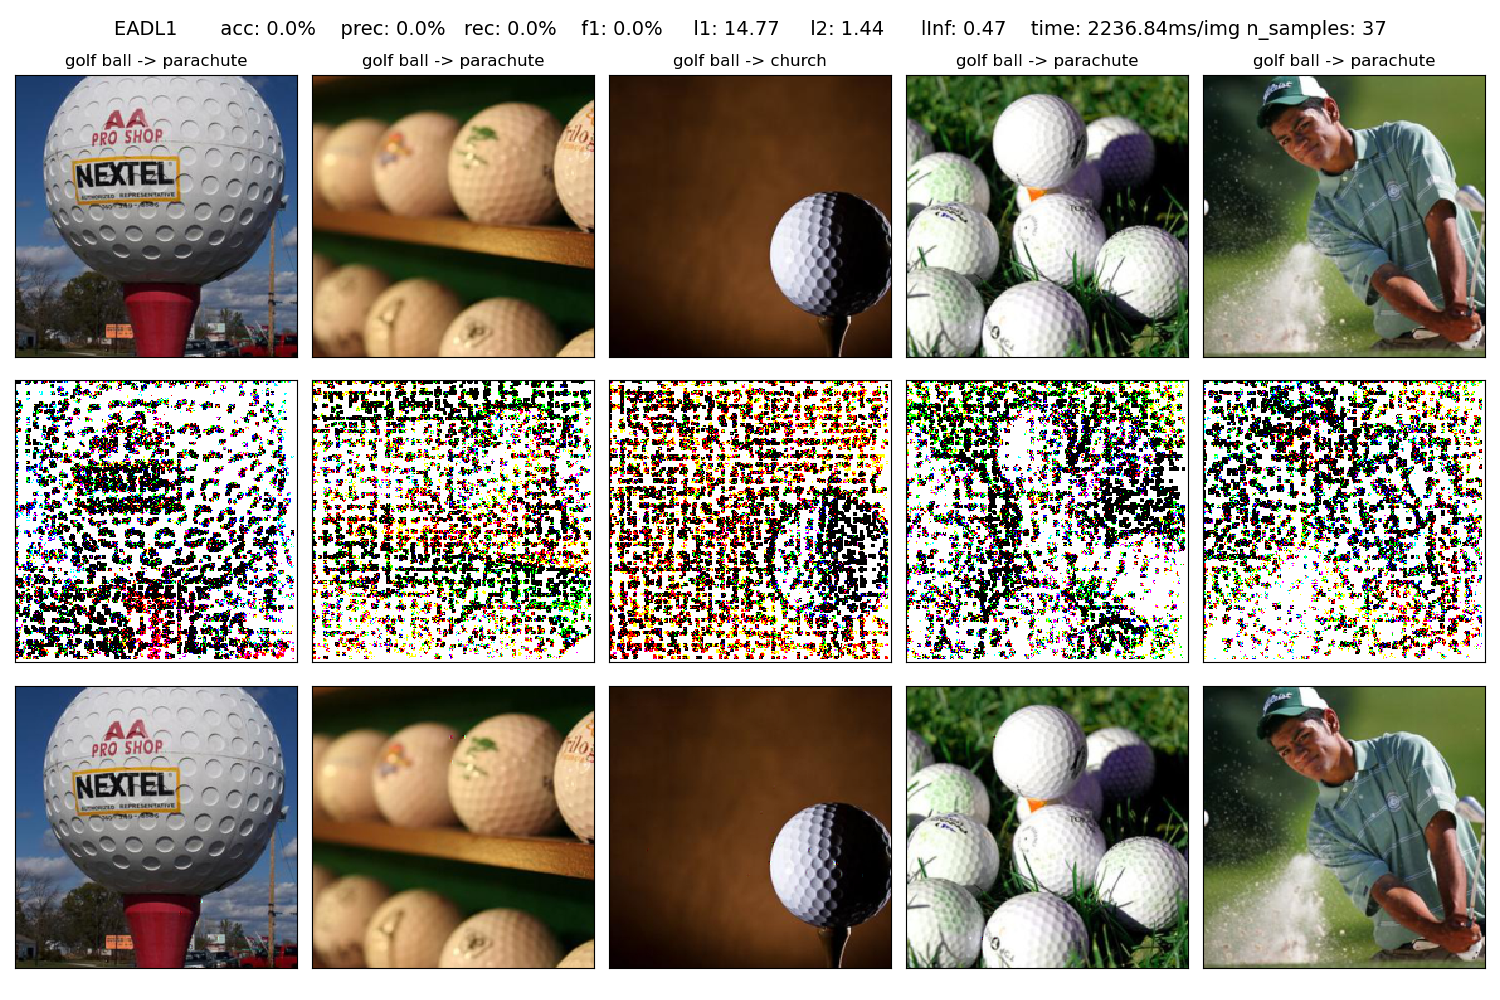 EADL1 acc: 0.0% prec: 0.0% rec: 0.0% f1: 0.0% l1: 14.77 l2: 1.44 lInf: 0.47 time: 2236.84ms/img n_samples: 37
golf ball -> parachute
golf ball -> parachute
golf ball -> church
golf ball -> parachute
golf ball -> parachute
AA
PRO SHOP
NEXTEL
AUTHORIZED REPRESENTATIVE
AA
PRO SHOP
NEXTEL
AUTHORIZED REPRESENTATIVE